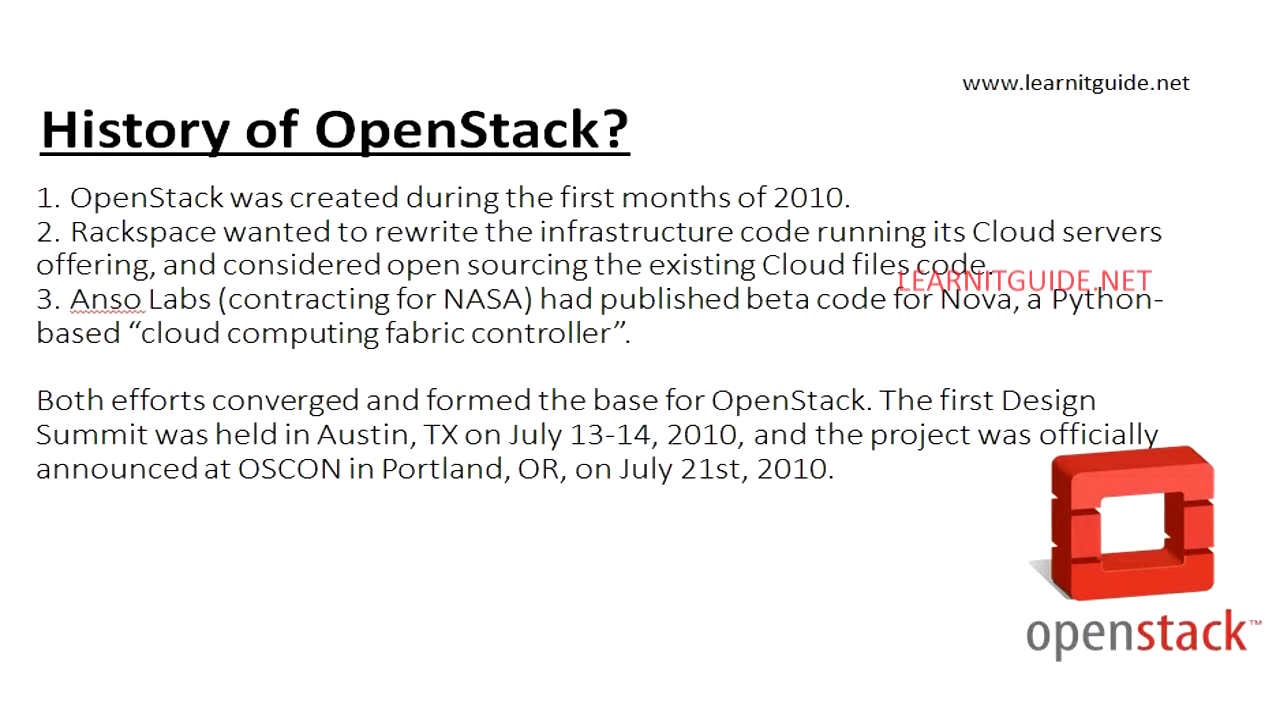 www.learnitguide.net
History of OpenStack?
1. OpenStack was created during the first months of 2010.
2. Rackspace wanted to rewrite the infrastructure code running its Cloud servers
offering, and considered open sourcing the existing Cloud files code.
LEARNITGUIDE.NET
3. Anso Labs (contracting for NASA) had published beta code for Nova, a Python-
based “cloud computing fabric controller”.
Both efforts converged and formed the base for OpenStack. The first Design
Summit was held in Austin, TX on July 13-14, 2010, and the project was officially
announced at OSCON in Portland, OR, on July 21st, 2010.
openstack™